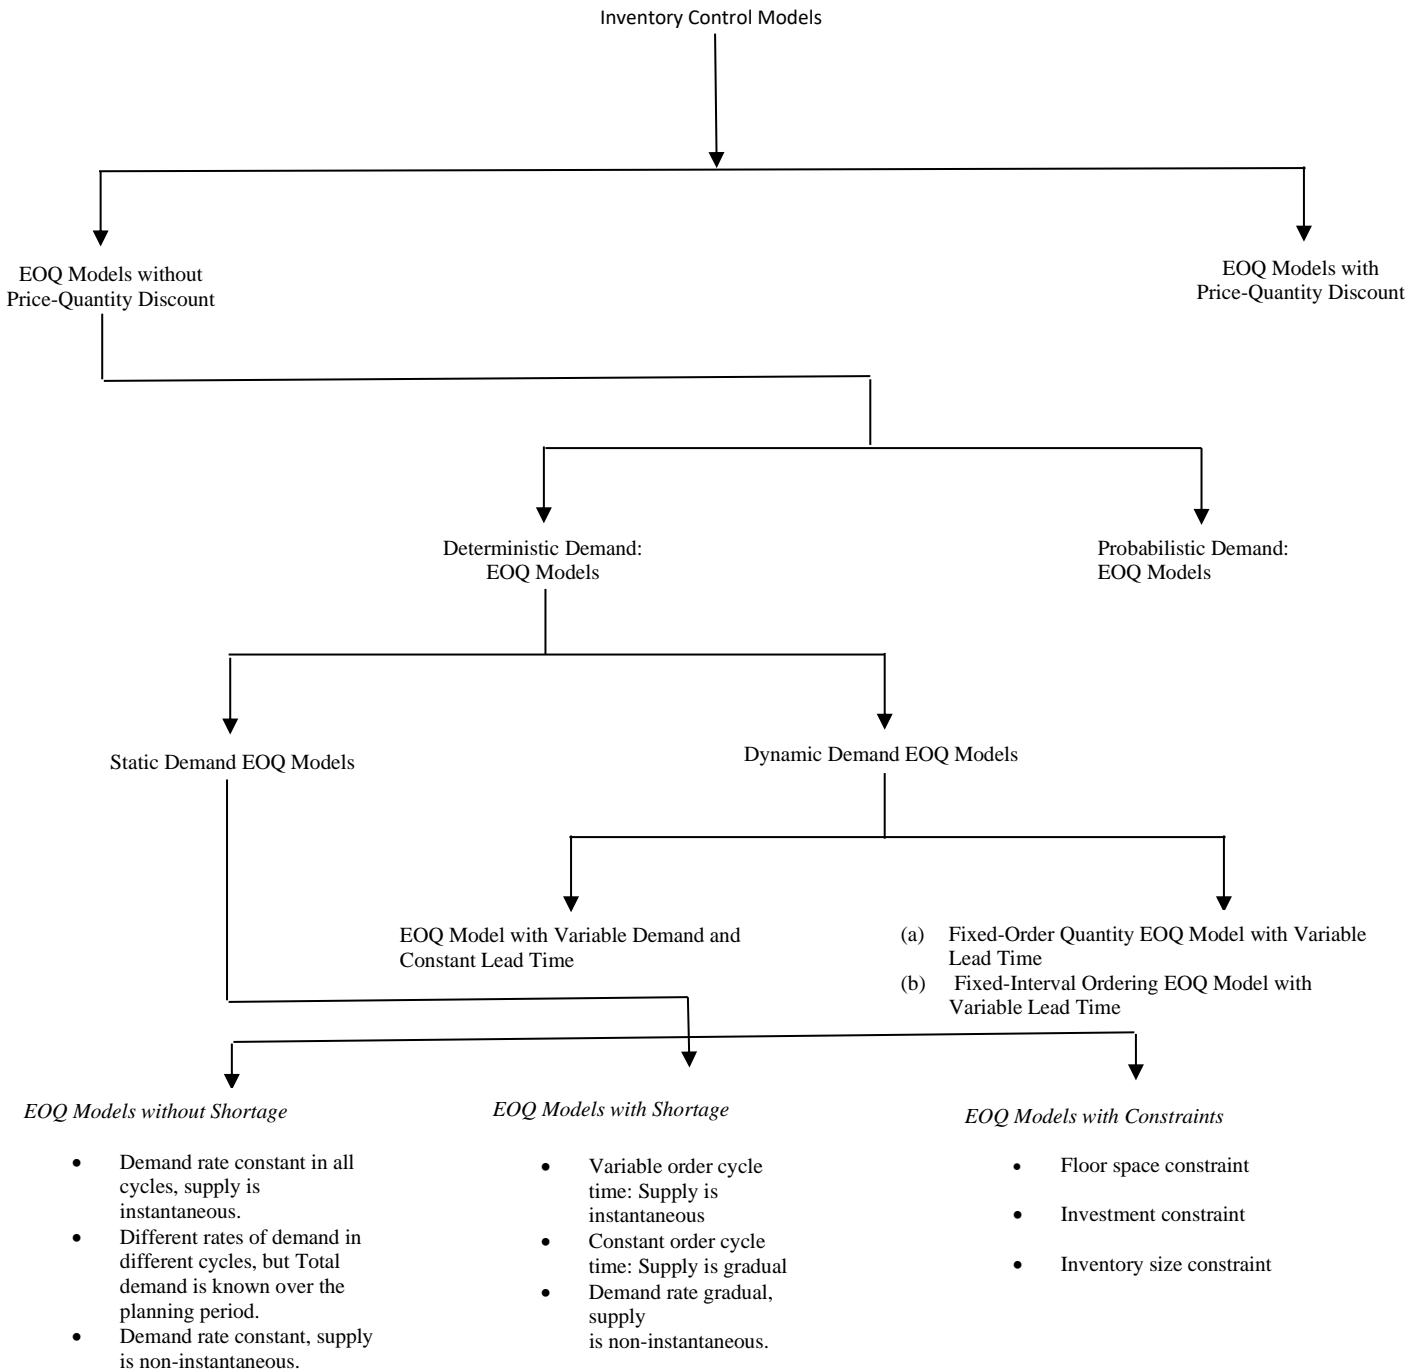 Inventory Control Models
EOQ Models without
Price-Quantity Discount
EOQ Models with
Price-Quantity Discount
Deterministic Demand:
EOQ Models
Probabilistic Demand:
EOQ Models
Static Demand EOQ Models
Dynamic Demand EOQ Models
EOQ Model with Variable Demand and
Constant Lead Time
(a) Fixed-Order Quantity EOQ Model with Variable
Lead Time
(b) Fixed-Interval Ordering EOQ Model with
Variable Lead Time
EOQ Models without Shortage
• Demand rate constant in all
cycles, supply is
instantaneous.
• Different rates of demand in
different cycles, but Total
demand is known over the
planning period.
• Demand rate constant, supply
is non-instantaneous.
EOQ Models with Shortage
• Variable order cycle
time: Supply is
instantaneous
• Constant order cycle
time: Supply is gradual
• Demand rate gradual,
supply
is non-instantaneous.
EOQ Models with Constraints
• Floor space constraint
• Investment constraint
• Inventory size constraint